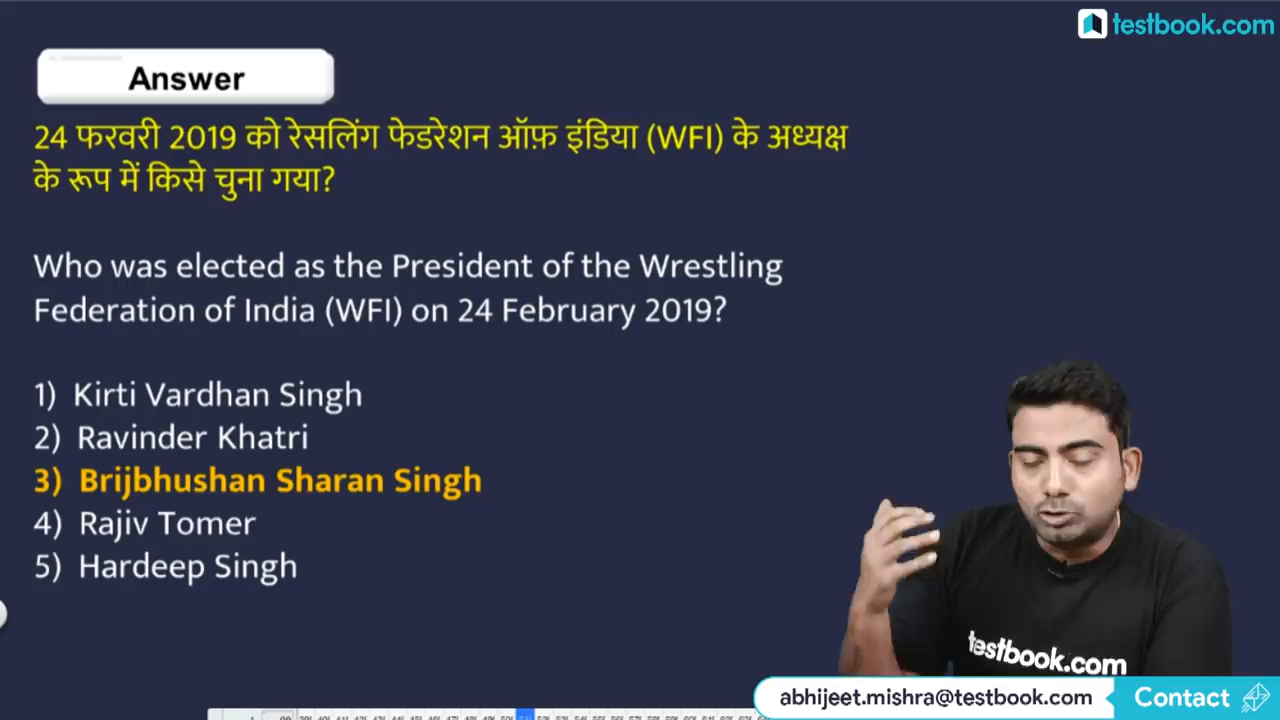 testbook.com
Answer
24 फरवरी 2019 को रेसलिंग फेडरेशन ऑफ़ इंडिया (WFI) के अध्यक्ष
के रूप में किसे चुना गया?
Who was elected as the President of the Wrestling
Federation of India (WFI) on 24 February 2019?
1) Kirti Vardhan Singh
2) Ravinder Khatri
3) Brijbhushan Sharan Singh
4) Rajiv Tomer
5) Hardeep Singh
testbook.com
abhijeet.mishra@testbook.com Contact